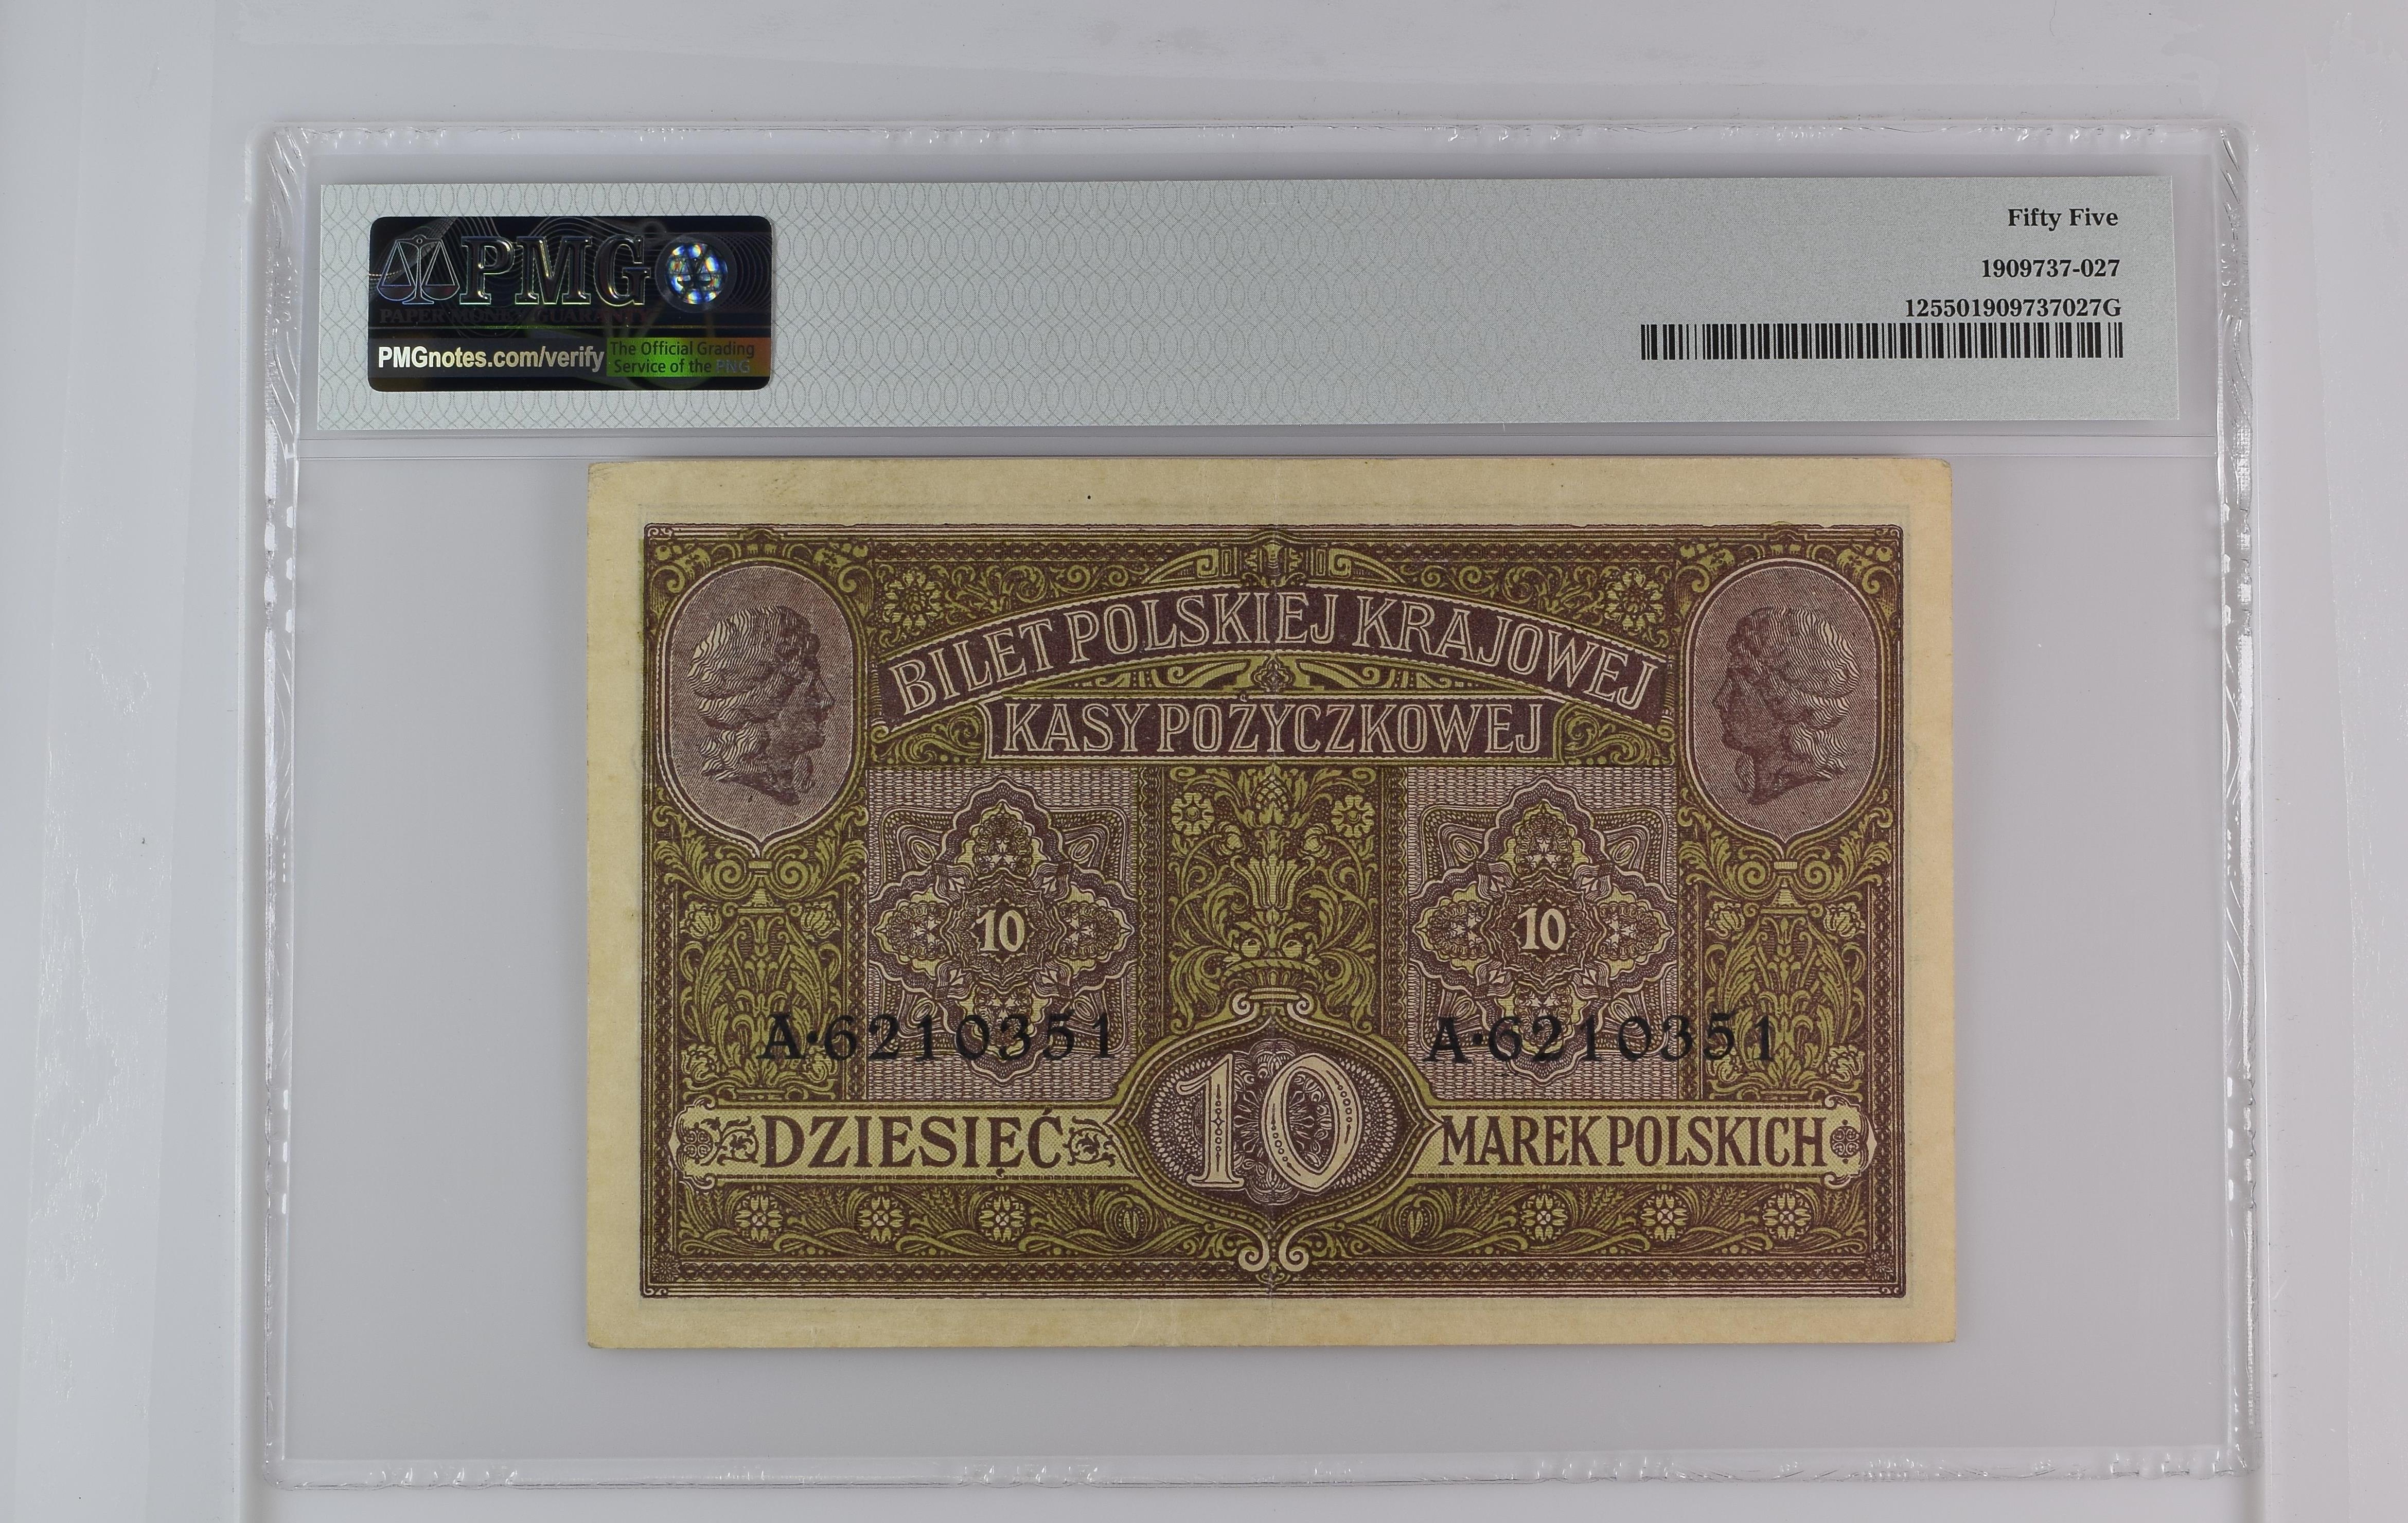 Fifty Five
PMG
1909737-027
PAPER MONEY GUARANTY
125501909737027G
PMGnotes.com/verify
The Official Grading
Service of the PNG
BILET POLSKIEJ KRAJOWEJ
KASY POŻYCZKOWEJ
10 10
A·6210351 A·6210351
DZIESIĘĆ 10 MAREK POLSKICH